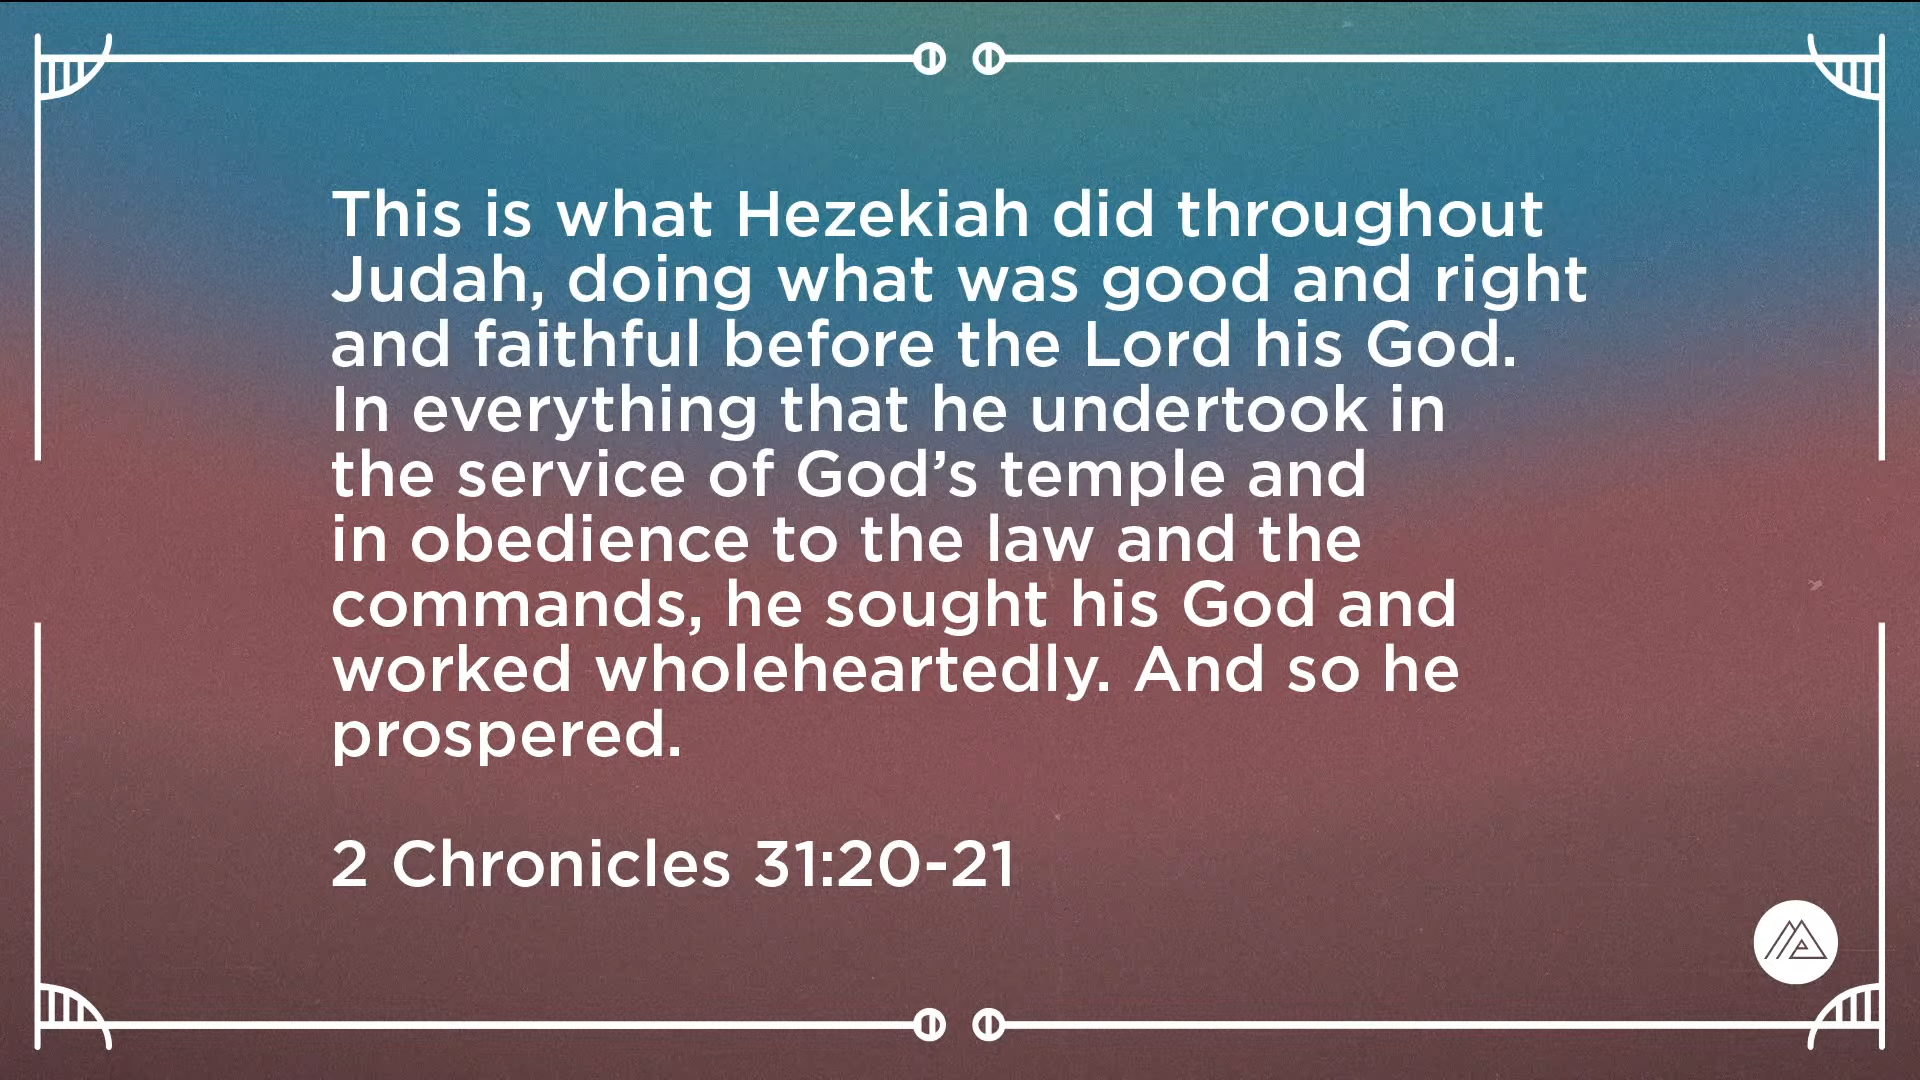 This is what Hezekiah did throughout
Judah, doing what was good and right
and faithful before the Lord his God.
In everything that he undertook in
the service of God’s temple and
in obedience to the law and the
commands, he sought his God and
worked wholeheartedly. And so he
prospered.
2 Chronicles 31:20-21